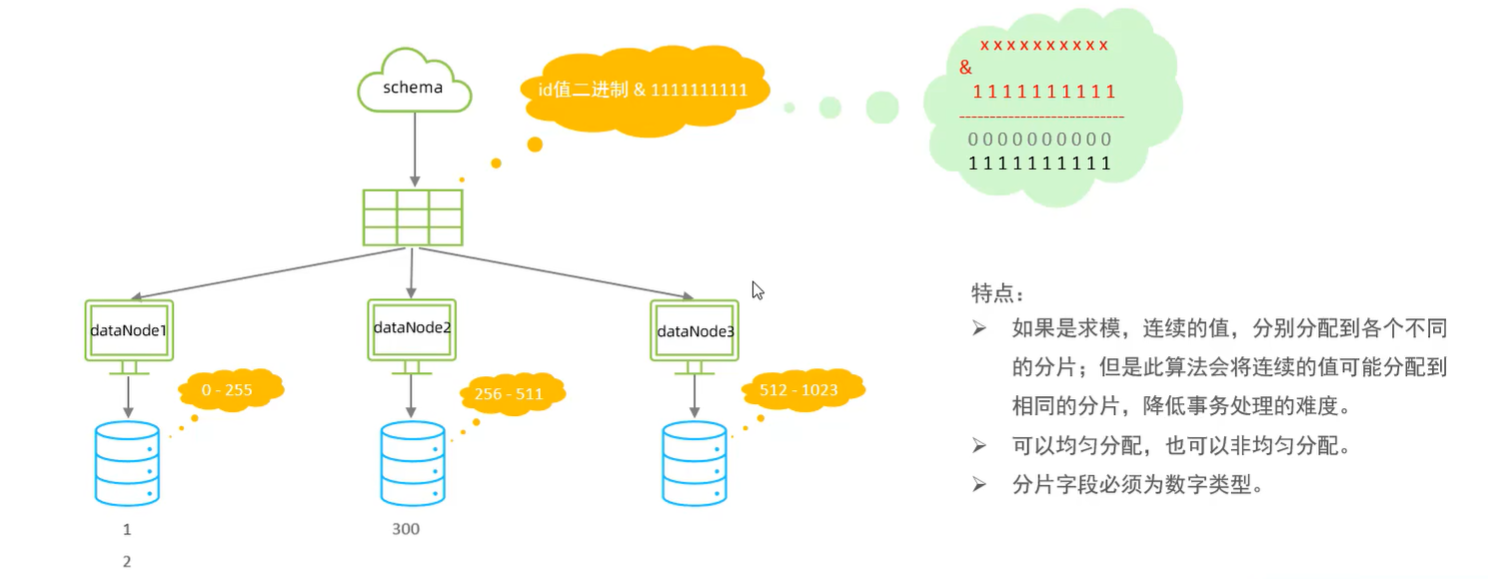 schema
id值二进制 & 1111111111
x x x x x x x x x x
&
1 1 1 1 1 1 1 1 1 1
---------------------------
0 0 0 0 0 0 0 0 0 0
1 1 1 1 1 1 1 1 1 1
dataNode1
dataNode2
dataNode3
0 - 255
256 - 511
512 - 1023
1
2
300
特点：
➢ 如果是求模，连续的值，分别分配到各个不同
的分片；但是此算法会将连续的值可能分配到
相同的分片，降低事务处理的难度。
➢ 可以均匀分配，也可以非均匀分配。
➢ 分片字段必须为数字类型。